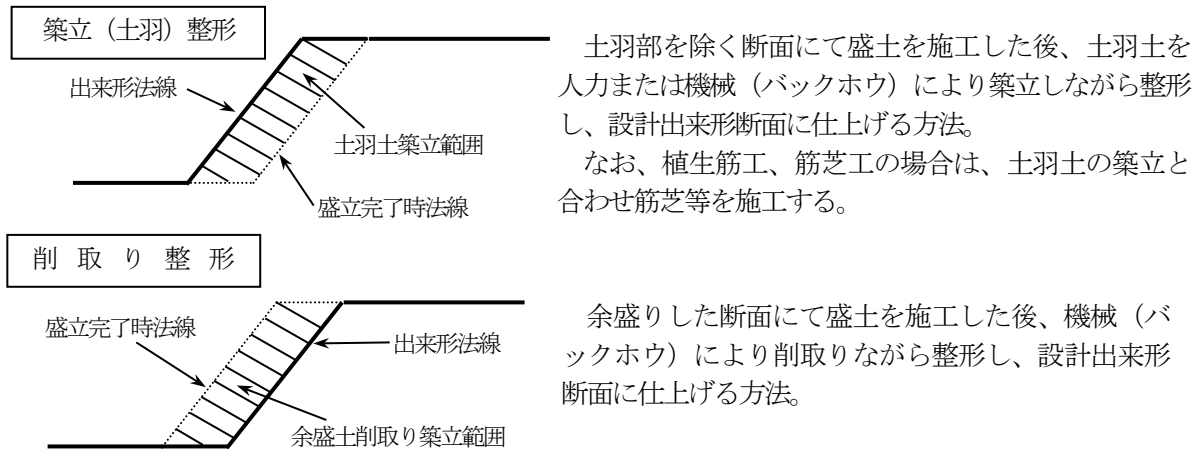 築立（土羽）整形
出来形法線
土羽土築立範囲
盛立完了時法線
土羽部を除く断面にて盛土を施工した後、土羽土を
人力または機械（バックホウ）により築立しながら整形
し、設計出来形断面に仕上げる方法。
なお、植生筋工、筋芝工の場合は、土羽土の築立と
合わせ筋芝等を施工する。
削 取 り 整 形
盛立完了時法線
出来形法線
余盛土削取り築立範囲
余盛りした断面にて盛土を施工した後、機械（バ
ックホウ）により削取りながら整形し、設計出来形
断面に仕上げる方法。